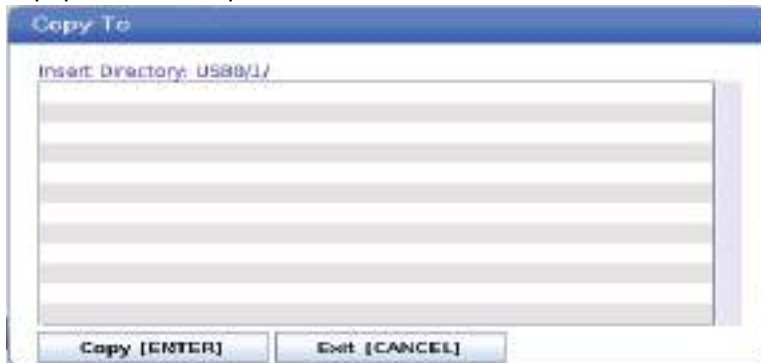 Copy To
Insert Directory: USB0/1/
Copy [ENTER] Exit [CANCEL]